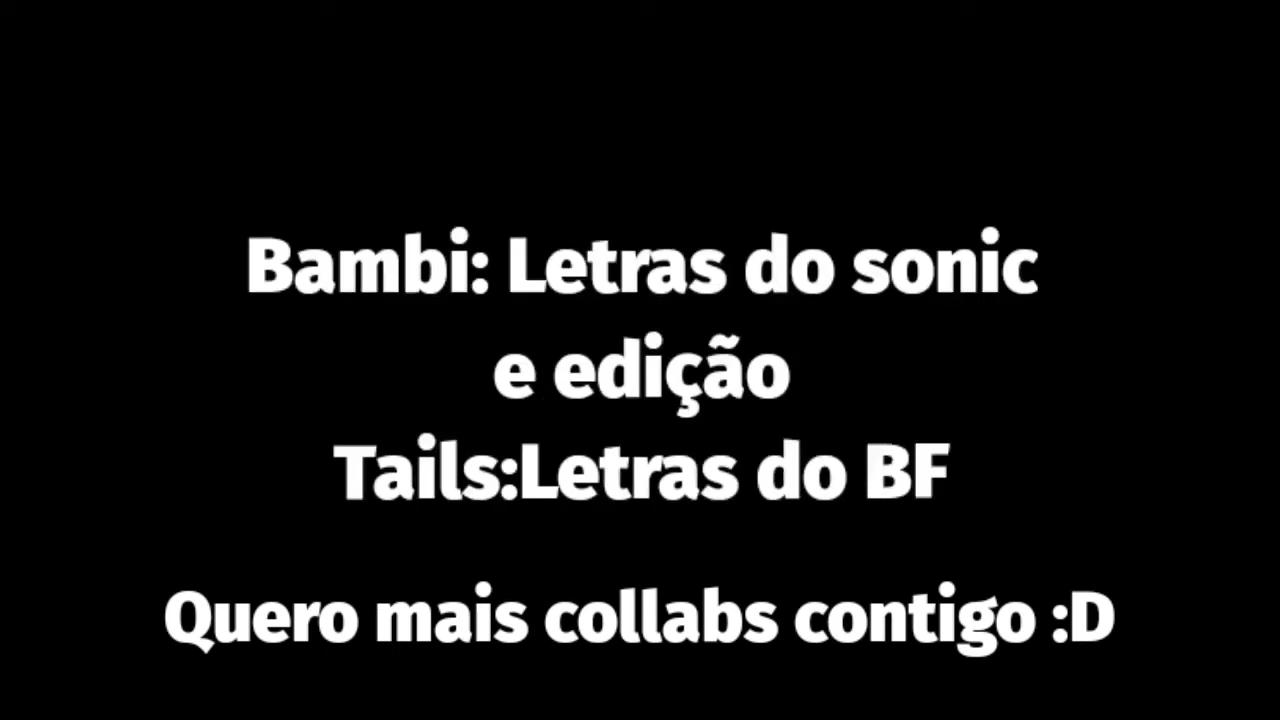 Bambi: Letras do sonic
e edição
Tails:Letras do BF
Quero mais collabs contigo :D